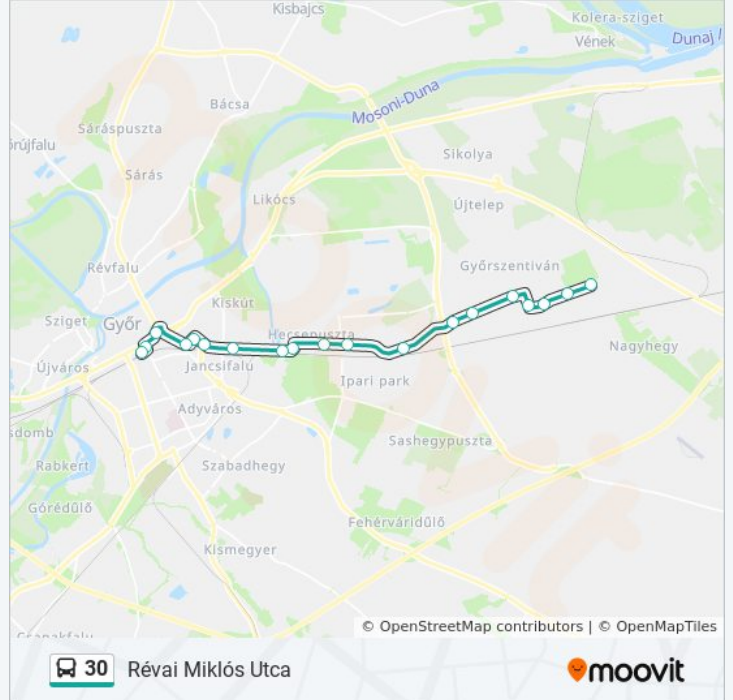 Kisbajcs
Kolera-sziget
Vének
Dunaj /
Mosoni-Duna
Bácsa
Sáráspuszta
őrújfalu
Sikolya
Sárás
Likócs
Újtelep
Révfalu
Győrszentiván
Kiskút
Sziget
Győr
Hecsepuszta
Nagyhegy
Újváros
Jancsifalu
Ipari park
Adyváros
sdomb
Sashegypuszta
Rabkert
Szabadhegy
Górédűlő
Fehérváridűlő
Kismegyer
Csanakfalu
© OpenStreetMap contributors | © OpenMapTiles
30 Révai Miklós Utca
moovit